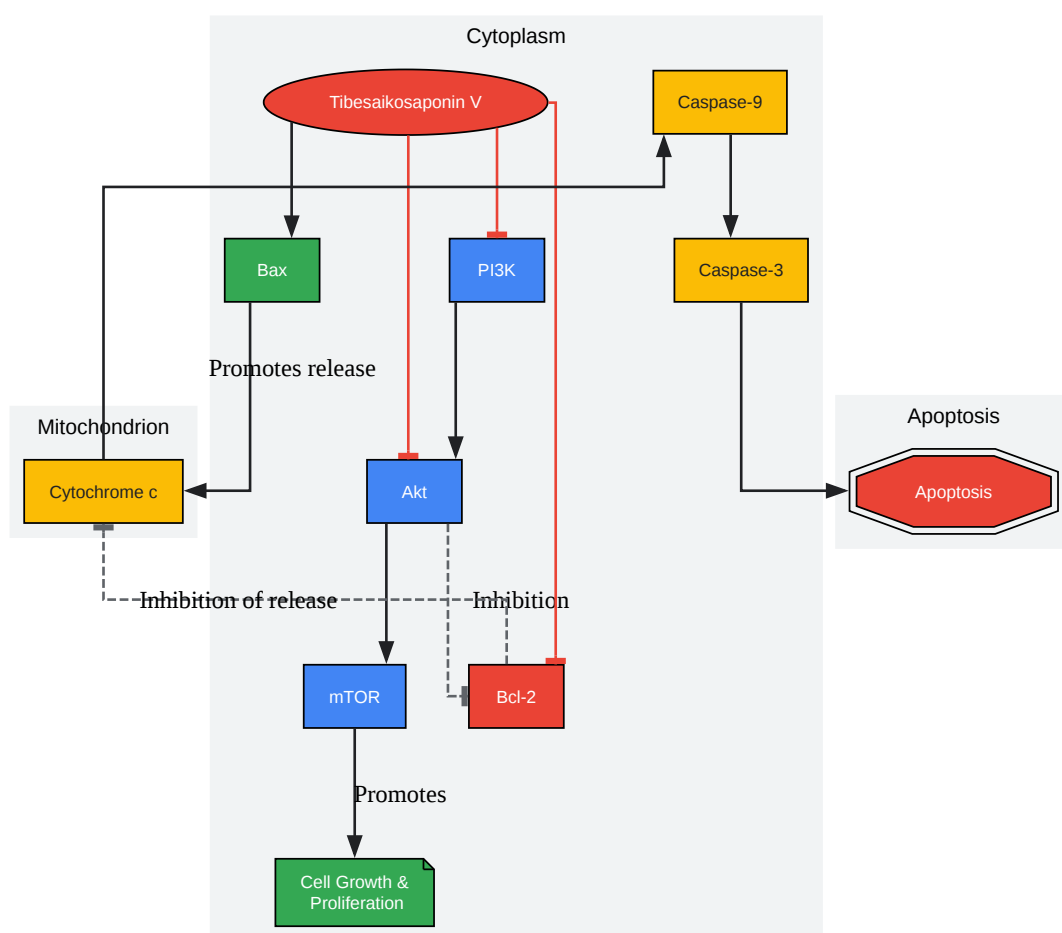 Cytoplasm
Tibesaikosaponin V
Caspase-9
Bax
PI3K
Caspase-3
Promotes release
Mitochondrion
Apoptosis
Cytochrome c
Akt
Apoptosis
Inhibition of release
Inhibition
mTOR
Bcl-2
Promotes
Cell Growth &
Proliferation